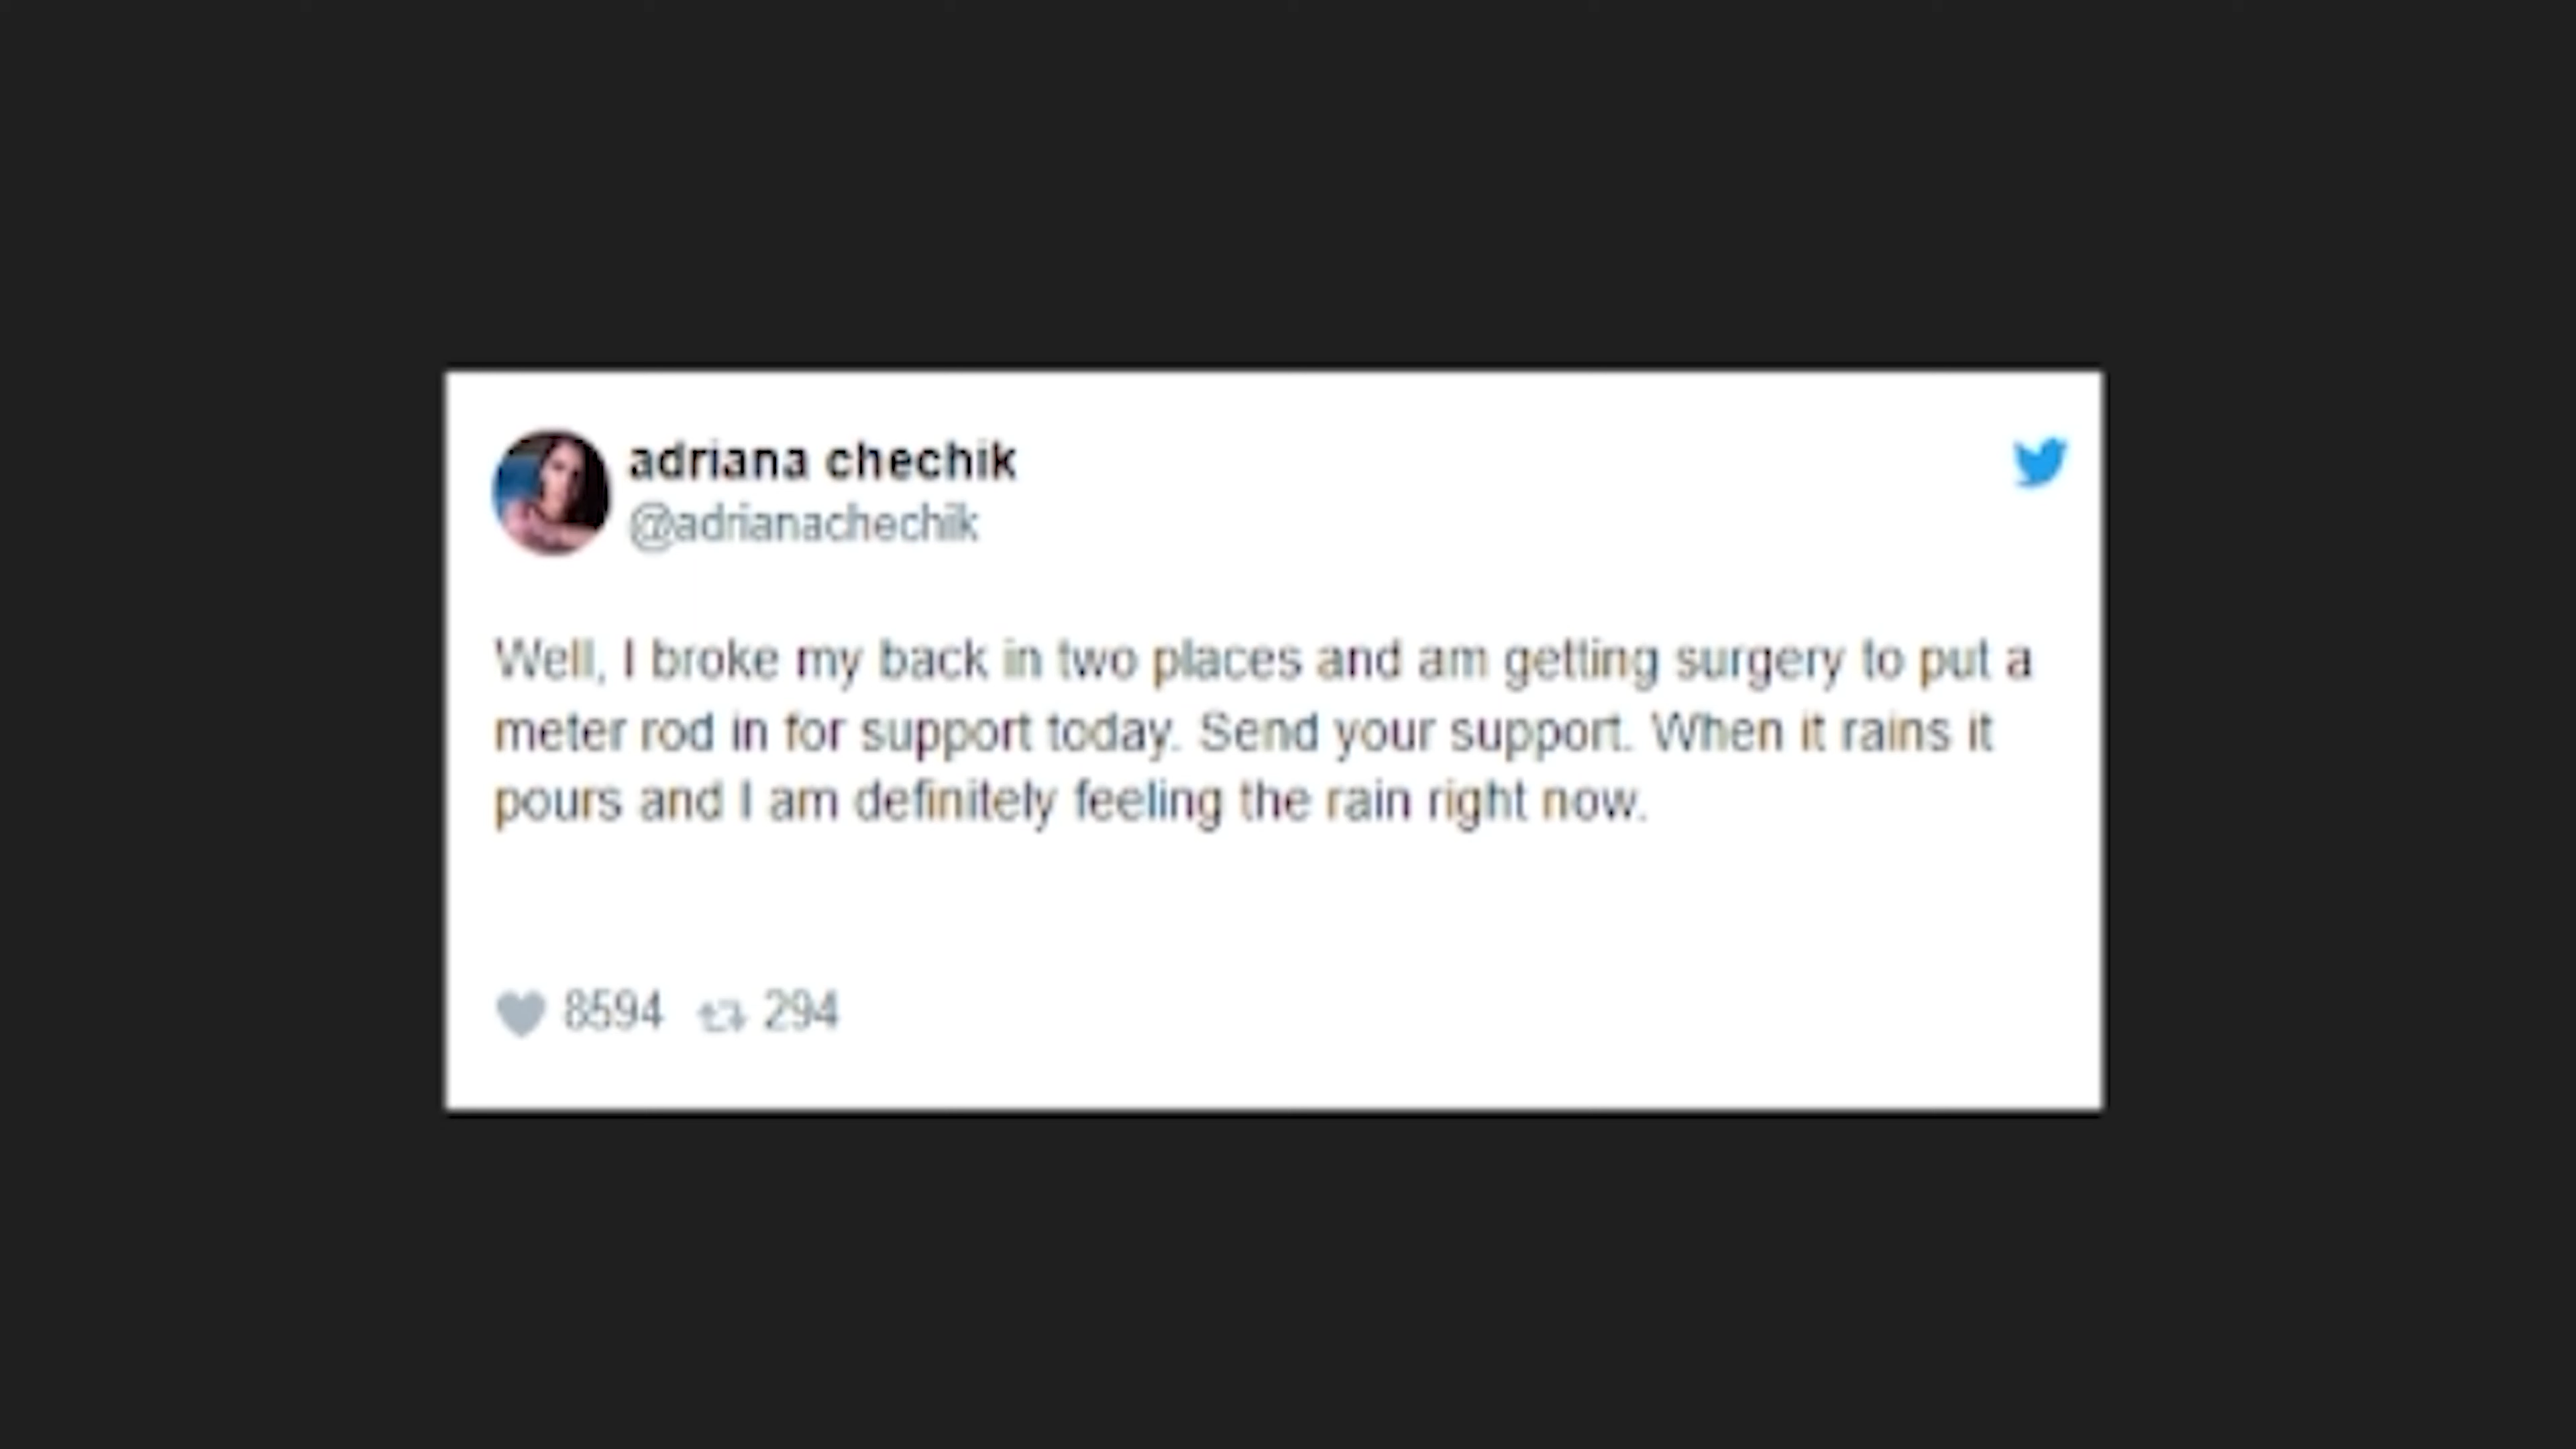 adriana chechik
@adrianachechik
Well, I broke my back in two places and am getting surgery to put a
meter rod in for support today. Send your support. When it rains it
pours and I am definitely feeling the rain right now.
8594 294